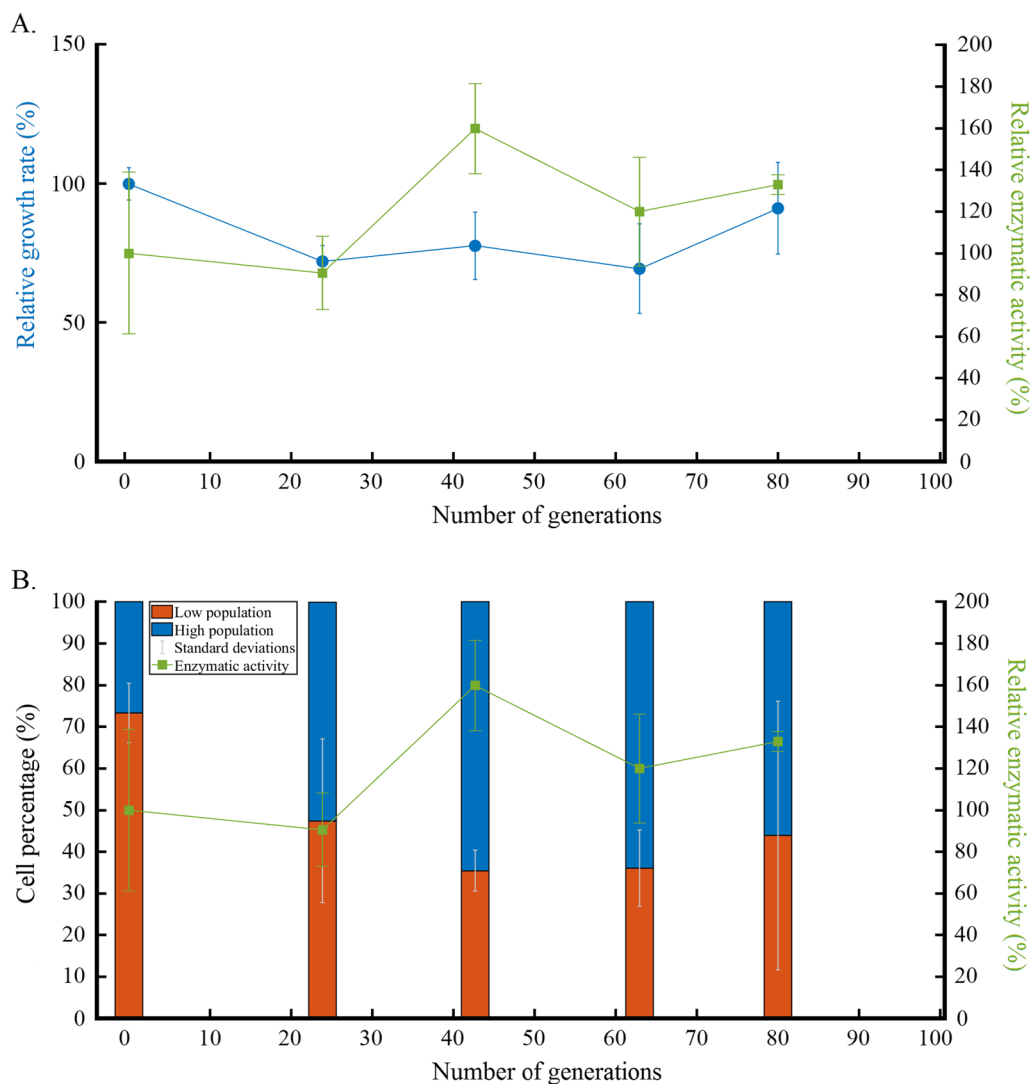 A.
150
100
50
0
Relative growth rate (%)
200
180
160
140
120
100
80
60
40
20
0
Relative enzymatic activity (%)
0 10 20 30 40 50 60 70 80 90 100
Number of generations
B.
100
90
80
70
60
50
40
30
20
10
0
Cell percentage (%)
Low population
High population
Standard deviations
Enzymatic activity
200
180
160
140
120
100
80
60
40
20
0
Relative enzymatic activity (%)
0 10 20 30 40 50 60 70 80 90 100
Number of generations